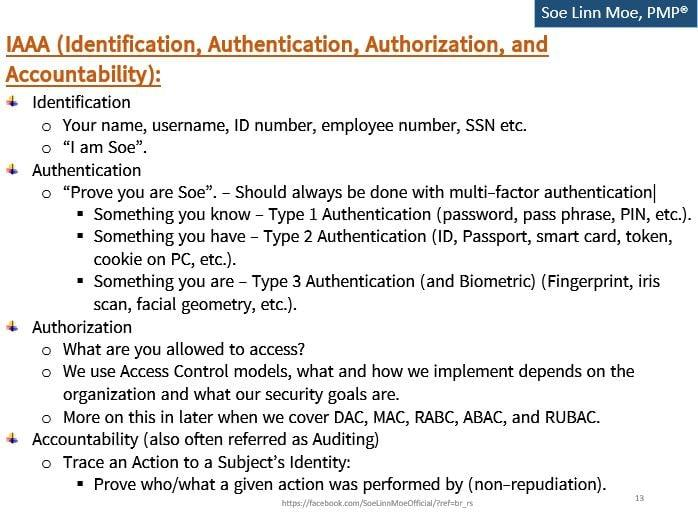 Soe Linn Moe, PMP®
IAAA (Identification, Authentication, Authorization, and
Accountability):
Identification
o Your name, username, ID number, employee number, SSN etc.
o “I am Soe”.
Authentication
o “Prove you are Soe”. – Should always be done with multi-factor authentication|
▪ Something you know – Type 1 Authentication (password, pass phrase, PIN, etc.).
▪ Something you have – Type 2 Authentication (ID, Passport, smart card, token,
cookie on PC, etc.).
▪ Something you are – Type 3 Authentication (and Biometric) (Fingerprint, iris
scan, facial geometry, etc.).
Authorization
o What are you allowed to access?
o We use Access Control models, what and how we implement depends on the
organization and what our security goals are.
o More on this in later when we cover DAC, MAC, RABC, ABAC, and RUBAC.
Accountability (also often referred as Auditing)
o Trace an Action to a Subject’s Identity:
▪ Prove who/what a given action was performed by (non-repudiation).
https://facebook.com/SoeLinnMoeOfficial/?ref=br_rs
13